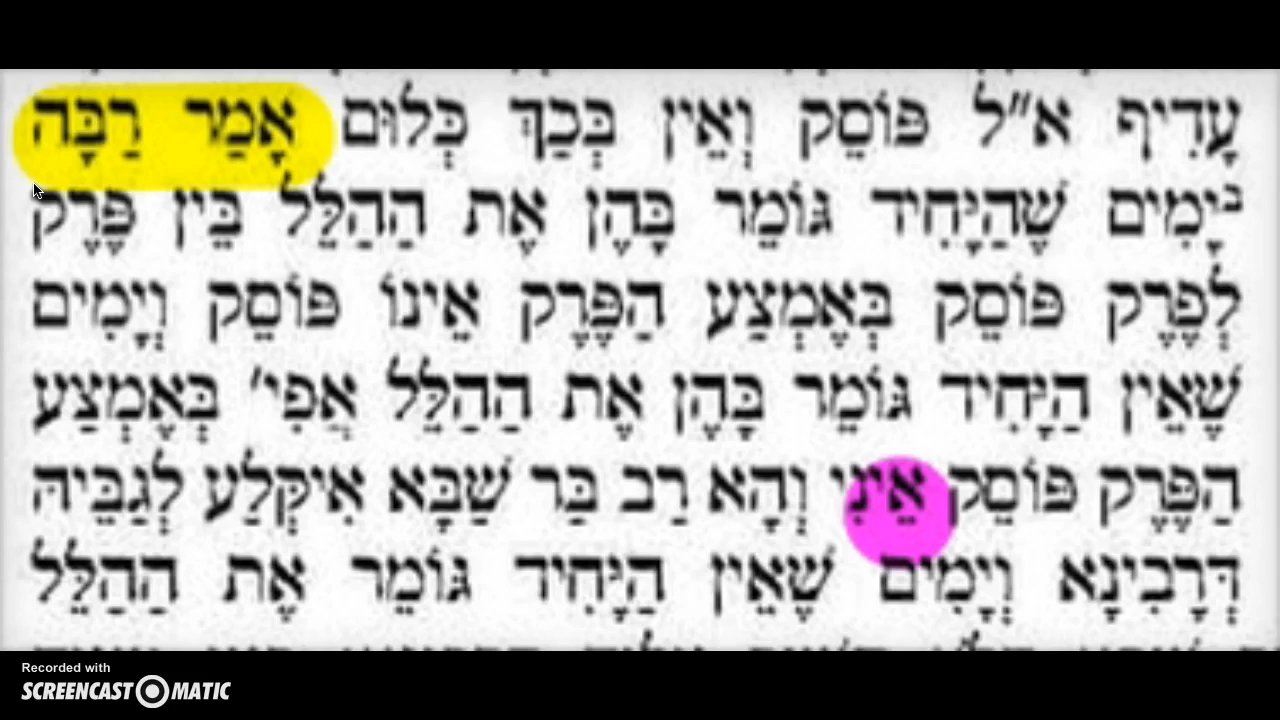 עָדִיף א״ל פּוֹסֵק וְאֵין בְּכַךְ כְּלוּם אָמַר רַבָּה
יָמִים שֶׁהַיָּחִיד גּוֹמֵר בָּהֶן אֶת הַהַלֵּל בֵּין פֶּרֶק
לְפֶרֶק פּוֹסֵק בְּאֶמְצַע הַפֶּרֶק אֵינוֹ פּוֹסֵק וְיָמִים
שֶׁאֵין הַיָּחִיד גּוֹמֵר בָּהֶן אֶת הַהַלֵּל אֲפִי׳ בְּאֶמְצַע
הַפֶּרֶק פּוֹסֵק אֵינִי וְהָא רַב בַּר שַׁבָּא אִיקְּלַע לְגַבֵּיהּ
דְּרָבִינָא וְיָמִים שֶׁאֵין הַיָּחִיד גּוֹמֵר אֶת הַהַלֵּל
Recorded with
SCREENCAST MATIC